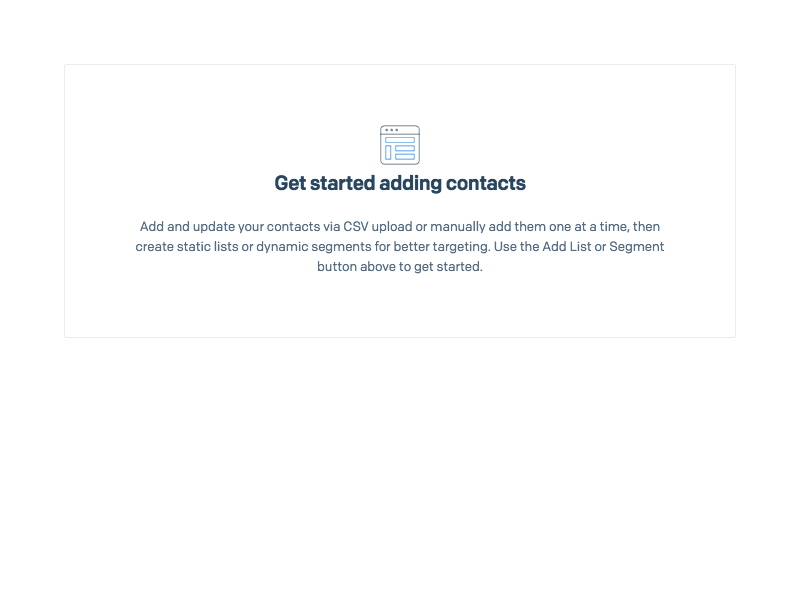 Get started adding contacts
Add and update your contacts via CSV upload or manually add them one at a time, then
create static lists or dynamic segments for better targeting. Use the Add List or Segment
button above to get started.